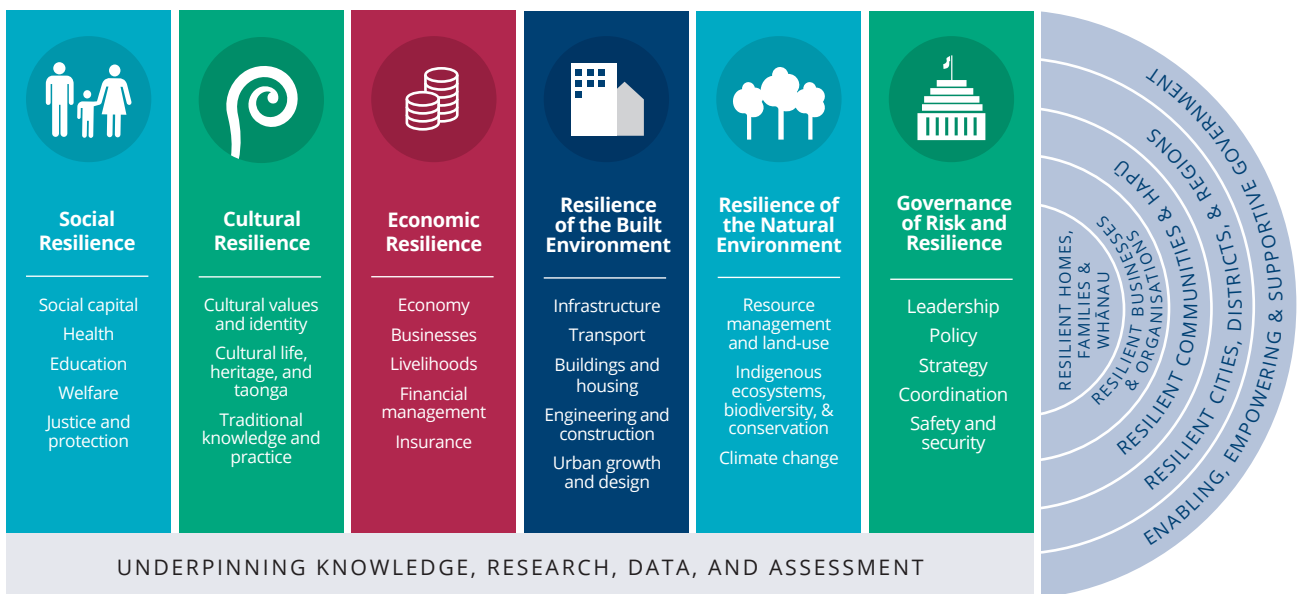 Social
Resilience
Social capital
Health
Education
Welfare
Justice and
protection
Cultural
Resilience
Cultural values
and identity
Cultural life,
heritage, and
taonga
Traditional
knowledge and
practice
Economic
Resilience
Economy
Businesses
Livelihoods
Financial
management
Insurance
Resilience
of the Built
Environment
Infrastructure
Transport
Buildings and
housing
Engineering and
construction
Urban growth
and design
Resilience of
the Natural
Environment
Resource
management
and land-use
Indigenous
ecosystems,
biodiversity, &
conservation
Climate change
Governance
of Risk and
Resilience
Leadership
Policy
Strategy
Coordination
Safety and
security
RESILIENT HOMES,
FAMILIES &
WHĀNAU
RESILIENT BUSINESSES
& ORGANISATIONS
RESILIENT COMMUNITIES & HAPŪ
RESILIENT CITIES, DISTRICTS, & REGIONS
ENABLING, EMPOWERING & SUPPORTIVE GOVERNMENT
UNDERPINNING KNOWLEDGE, RESEARCH, DATA, AND ASSESSMENT